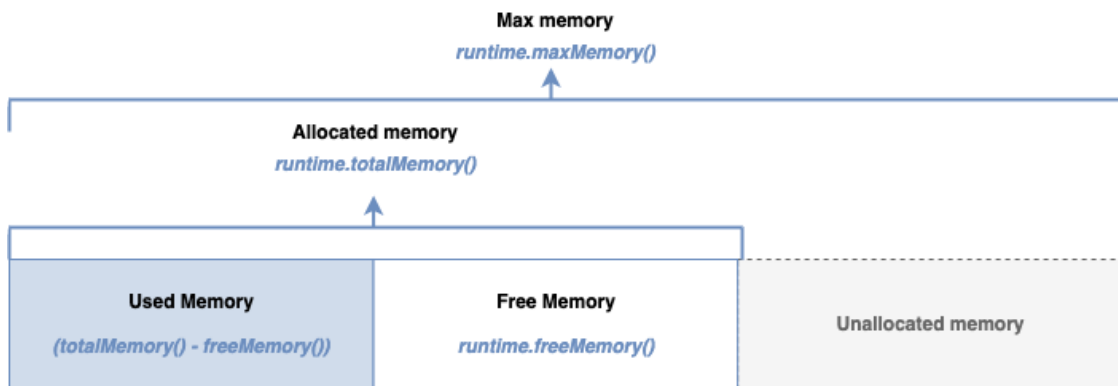 Max memory
runtime.maxMemory()
Allocated memory
runtime.totalMemory()
Used Memory
(totalMemory() - freeMemory())
Free Memory
runtime.freeMemory()
Unallocated memory